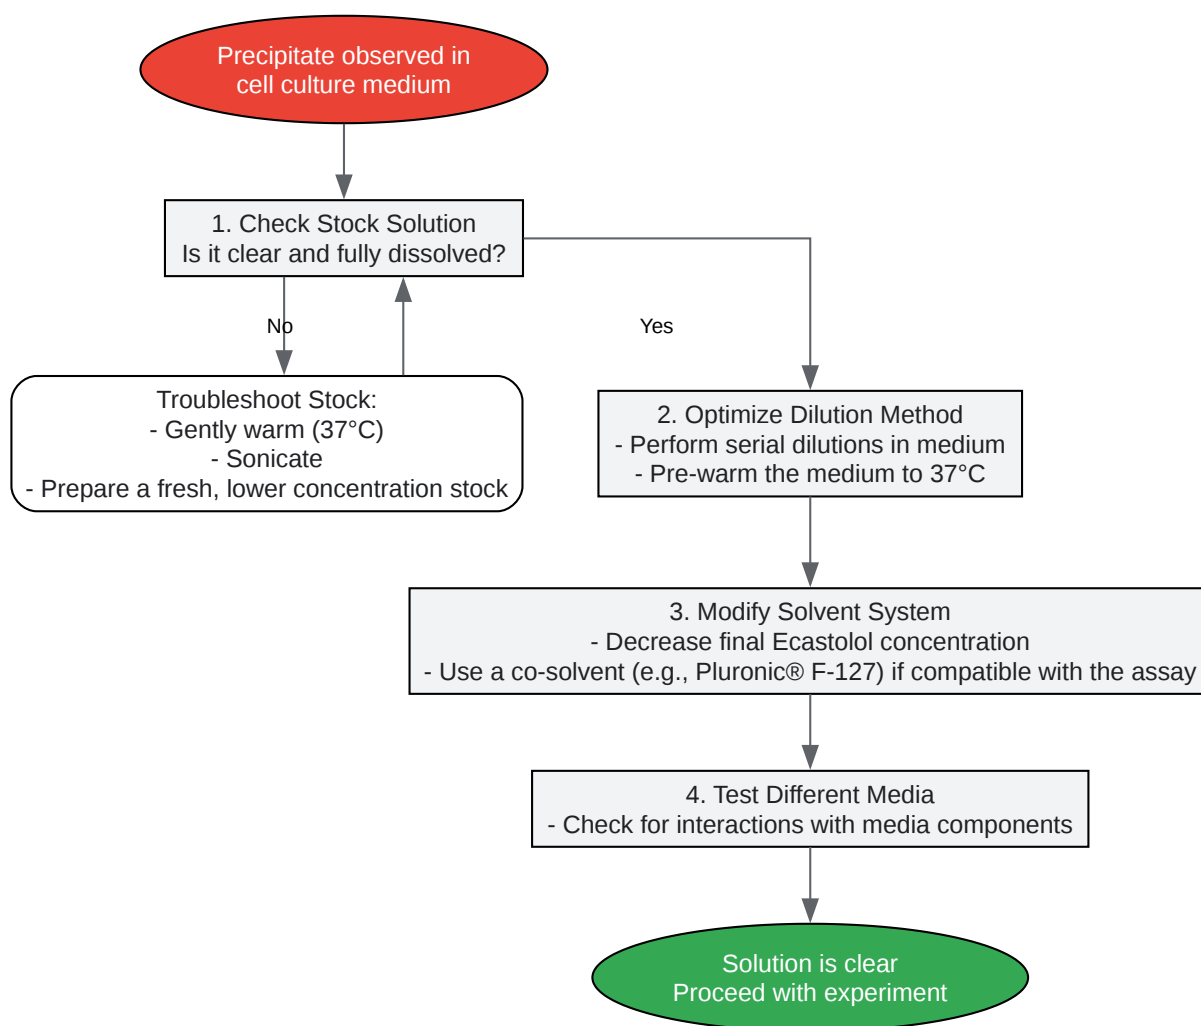 Precipitate observed in
cell culture medium
1. Check Stock Solution
Is it clear and fully dissolved?
No
Yes
Troubleshoot Stock:
- Gently warm (37°C)
- Sonicate
- Prepare a fresh, lower concentration stock
2. Optimize Dilution Method
- Perform serial dilutions in medium
- Pre-warm the medium to 37°C
3. Modify Solvent System
- Decrease final Ecastolol concentration
- Use a co-solvent (e.g., Pluronic® F-127) if compatible with the assay
4. Test Different Media
- Check for interactions with media components
Solution is clear
Proceed with experiment